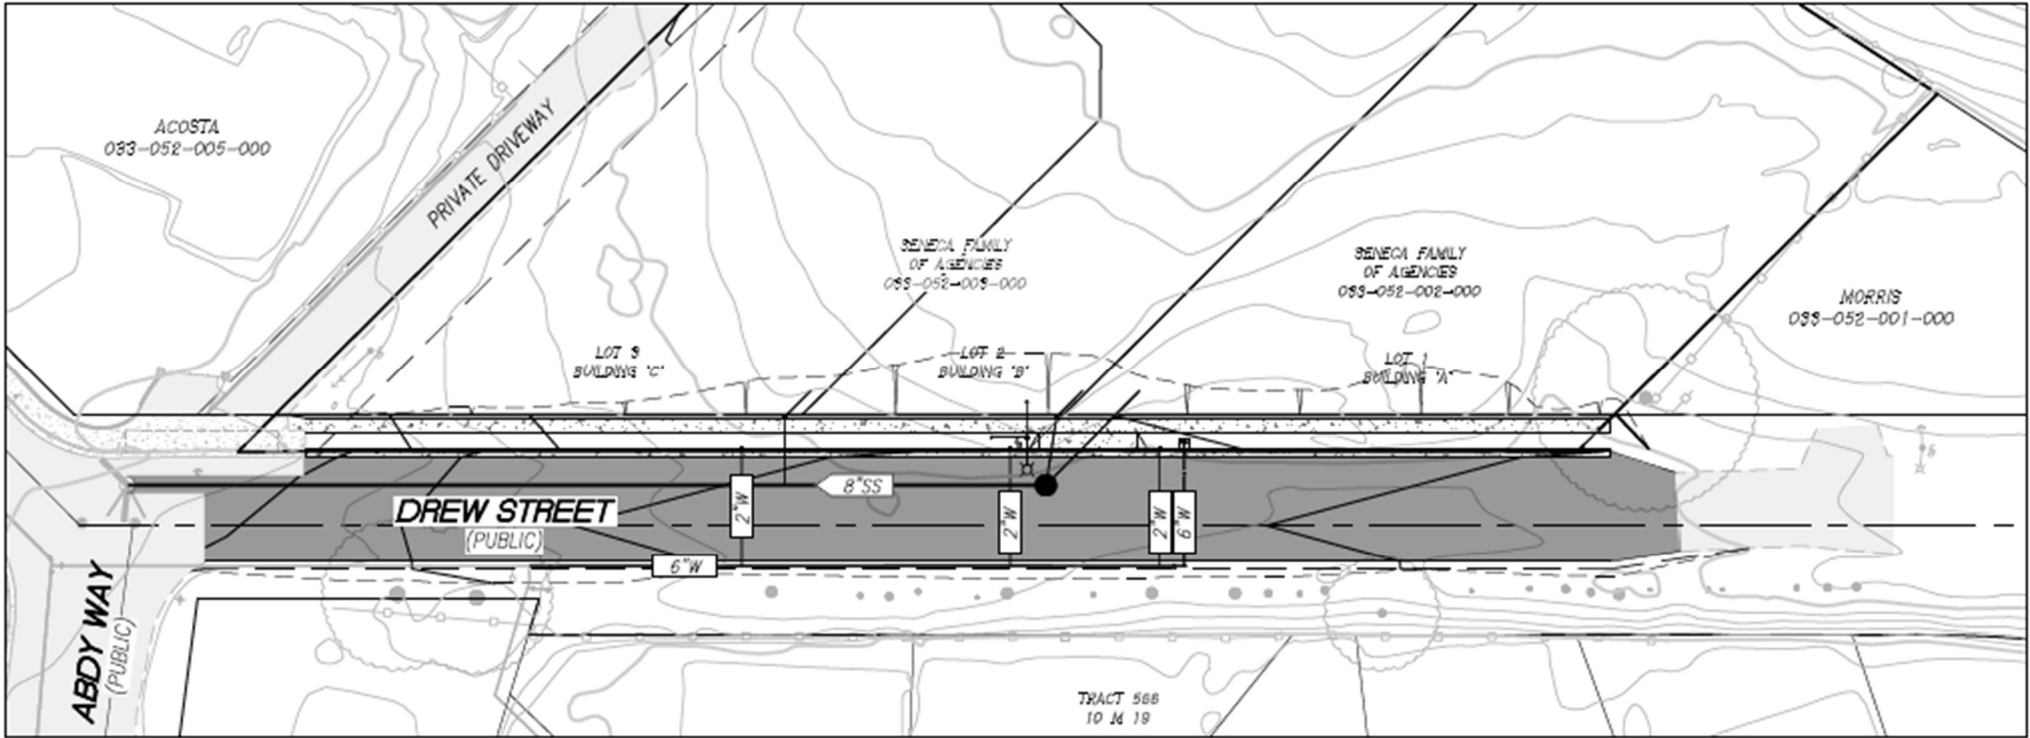 ACOSTA
033-052-005-000
PRIVATE DRIVEWAY
SENECA FAMILY
OF AGENCIES
033-052-003-000
SENECA FAMILY
OF AGENCIES
033-052-002-000
MORRIS
033-052-001-000
LOT 3
BUILDING "C"
LOT 2
BUILDING "B"
LOT 1
BUILDING "A"
8"SS
2"W
2"W
2"W
6"W
DREW STREET
(PUBLIC)
6"W
ABDY WAY
(PUBLIC)
TRACT 566
10 M 19